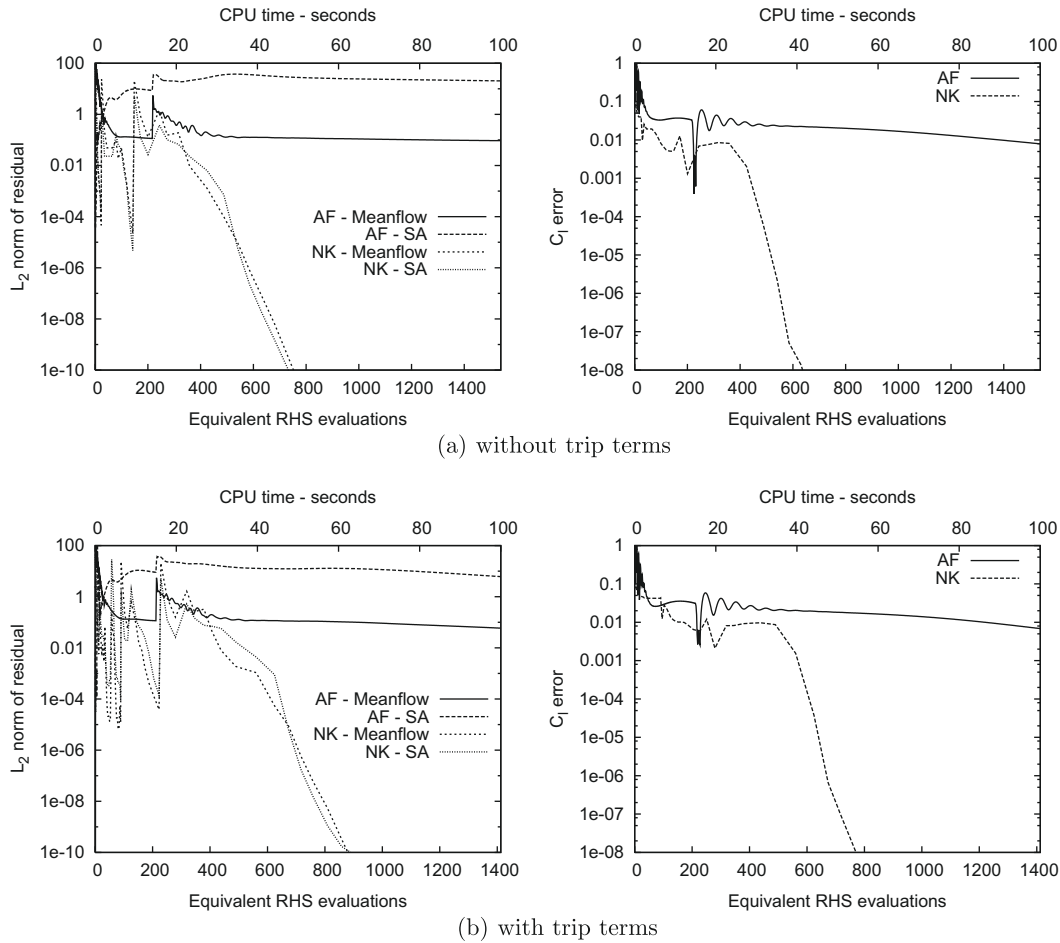 CPU time - seconds
0 20 40 60 80 100
100
1
0.01
1e-04
1e-06
1e-08
1e-10
L2 norm of residual
AF - Meanflow
AF - SA
NK - Meanflow
NK - SA
0 200 400 600 800 1000 1200 1400
Equivalent RHS evaluations
CPU time - seconds
0 20 40 60 80 100
1
0.1
0.01
0.001
1e-04
1e-05
1e-06
1e-07
1e-08
Cl error
AF
NK
0 200 400 600 800 1000 1200 1400
Equivalent RHS evaluations
(a) without trip terms
CPU time - seconds
0 20 40 60 80 100
100
1
0.01
1e-04
1e-06
1e-08
1e-10
L2 norm of residual
AF - Meanflow
AF - SA
NK - Meanflow
NK - SA
0 200 400 600 800 1000 1200 1400
Equivalent RHS evaluations
CPU time - seconds
0 20 40 60 80 100
1
0.1
0.01
0.001
1e-04
1e-05
1e-06
1e-07
1e-08
Cl error
AF
NK
0 200 400 600 800 1000 1200 1400
Equivalent RHS evaluations
(b) with trip terms